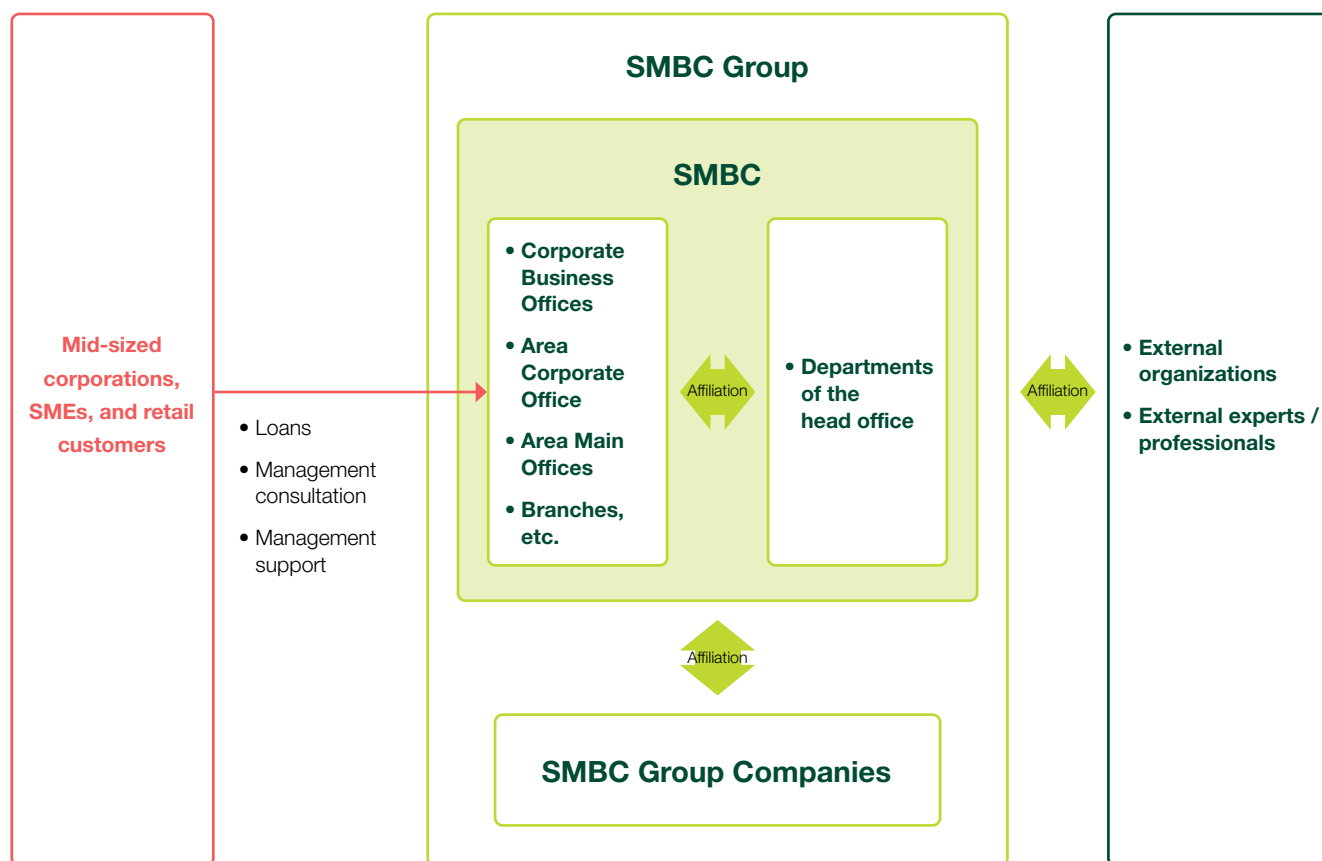 SMBC Group
SMBC
Mid-sized
corporations,
SMEs, and retail
customers
• Loans
• Management
consultation
• Management
support
• Corporate
Business
Offices
• Area
Corporate
Office
• Area Main
Offices
• Branches,
etc.
Affiliation
• Departments
of the
head office
Affiliation
• External
organizations
• External experts /
professionals
Affiliation
SMBC Group Companies